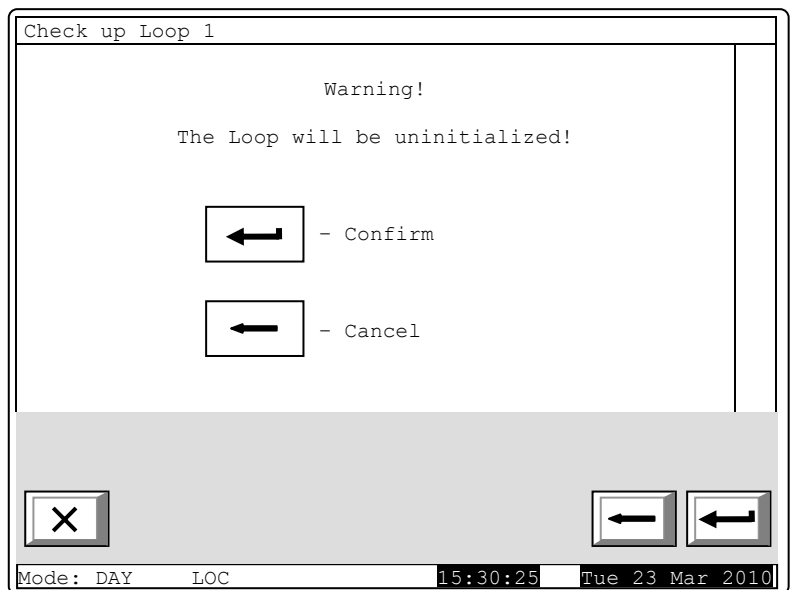 Check up Loop 1
Warning!
The Loop will be uninitialized!
- Confirm
- Cancel
Mode: DAY LOC 15:30:25 Tue 23 Mar 2010